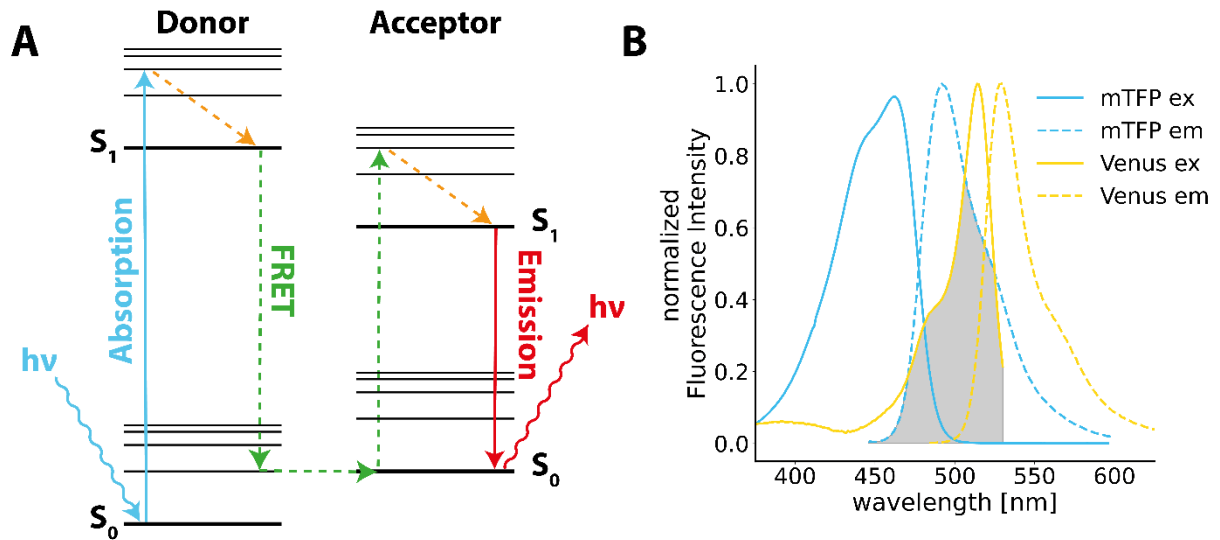 A
Donor
Acceptor
S1
S1
Absorption
FRET
Emission
hν
hν
S0
S0
B
normalized
Fluorescence Intensity
1.0
0.8
0.6
0.4
0.2
0.0
400
450
500
550
600
wavelength [nm]
mTFP ex
mTFP em
Venus ex
Venus em